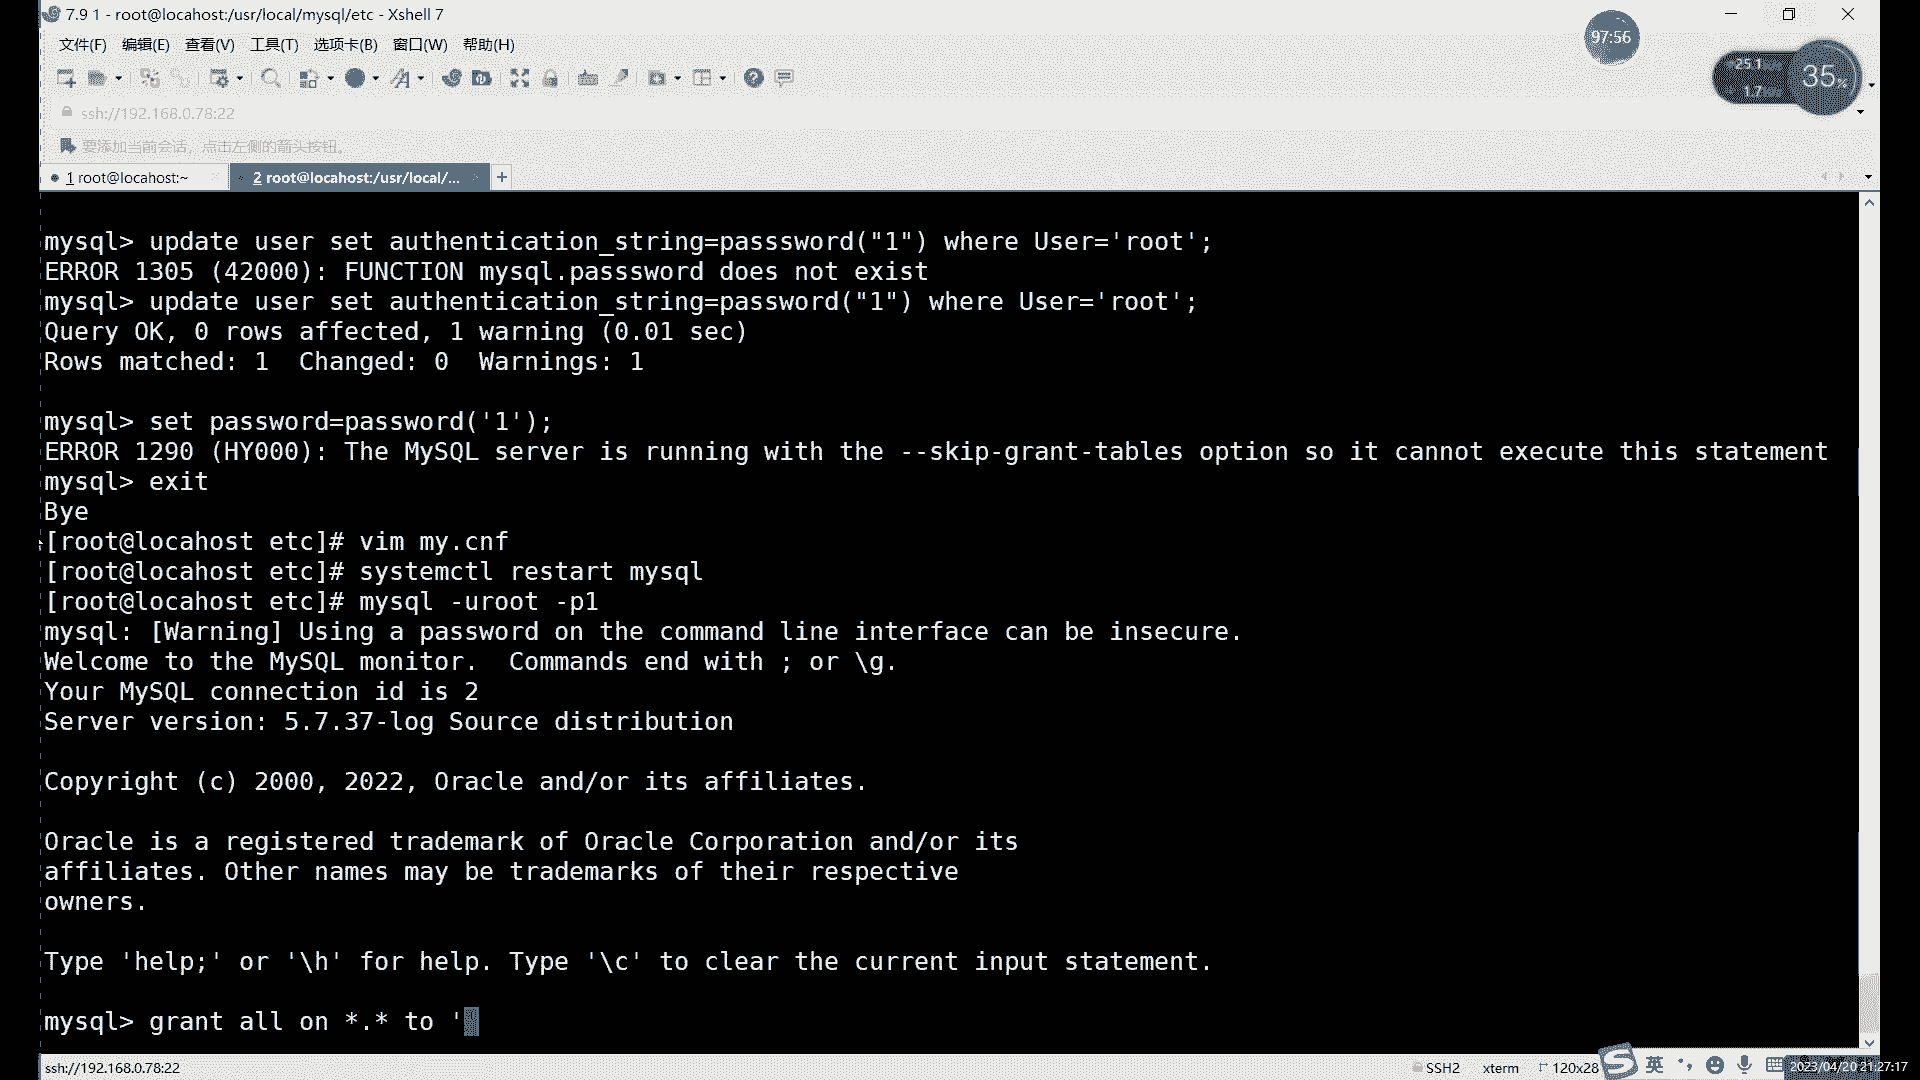 7.9 1 - root@locahost:/usr/local/mysql/etc - Xshell 7
97:56
文件(F) 编辑(E) 查看(V) 工具(T) 选项卡(B) 窗口(W) 帮助(H)
25.1
35%
1.7
ssh://192.168.0.78:22
要添加当前会话，点击左侧的箭头按钮。
1 root@locahost:~
2 root@locahost:/usr/local/...
mysql> update user set authentication_string=passsword("1") where User='root';
ERROR 1305 (42000): FUNCTION mysql.passsword does not exist
mysql> update user set authentication_string=password("1") where User='root';
Query OK, 0 rows affected, 1 warning (0.01 sec)
Rows matched: 1  Changed: 0  Warnings: 1
mysql> set password=password('1');
ERROR 1290 (HY000): The MySQL server is running with the --skip-grant-tables option so it cannot execute this statement
mysql> exit
Bye
[root@locahost etc]# vim my.cnf
[root@locahost etc]# systemctl restart mysql
[root@locahost etc]# mysql -uroot -p1
mysql: [Warning] Using a password on the command line interface can be insecure.
Welcome to the MySQL monitor.  Commands end with ; or \g.
Your MySQL connection id is 2
Server version: 5.7.37-log Source distribution
Copyright (c) 2000, 2022, Oracle and/or its affiliates.
Oracle is a registered trademark of Oracle Corporation and/or its
affiliates. Other names may be trademarks of their respective
owners.
Type 'help;' or '\h' for help. Type '\c' to clear the current input statement.
mysql> grant all on *.* to '
ssh://192.168.0.78:22
SSH2
xterm
120x28
英
2023/04/20 21:27:17